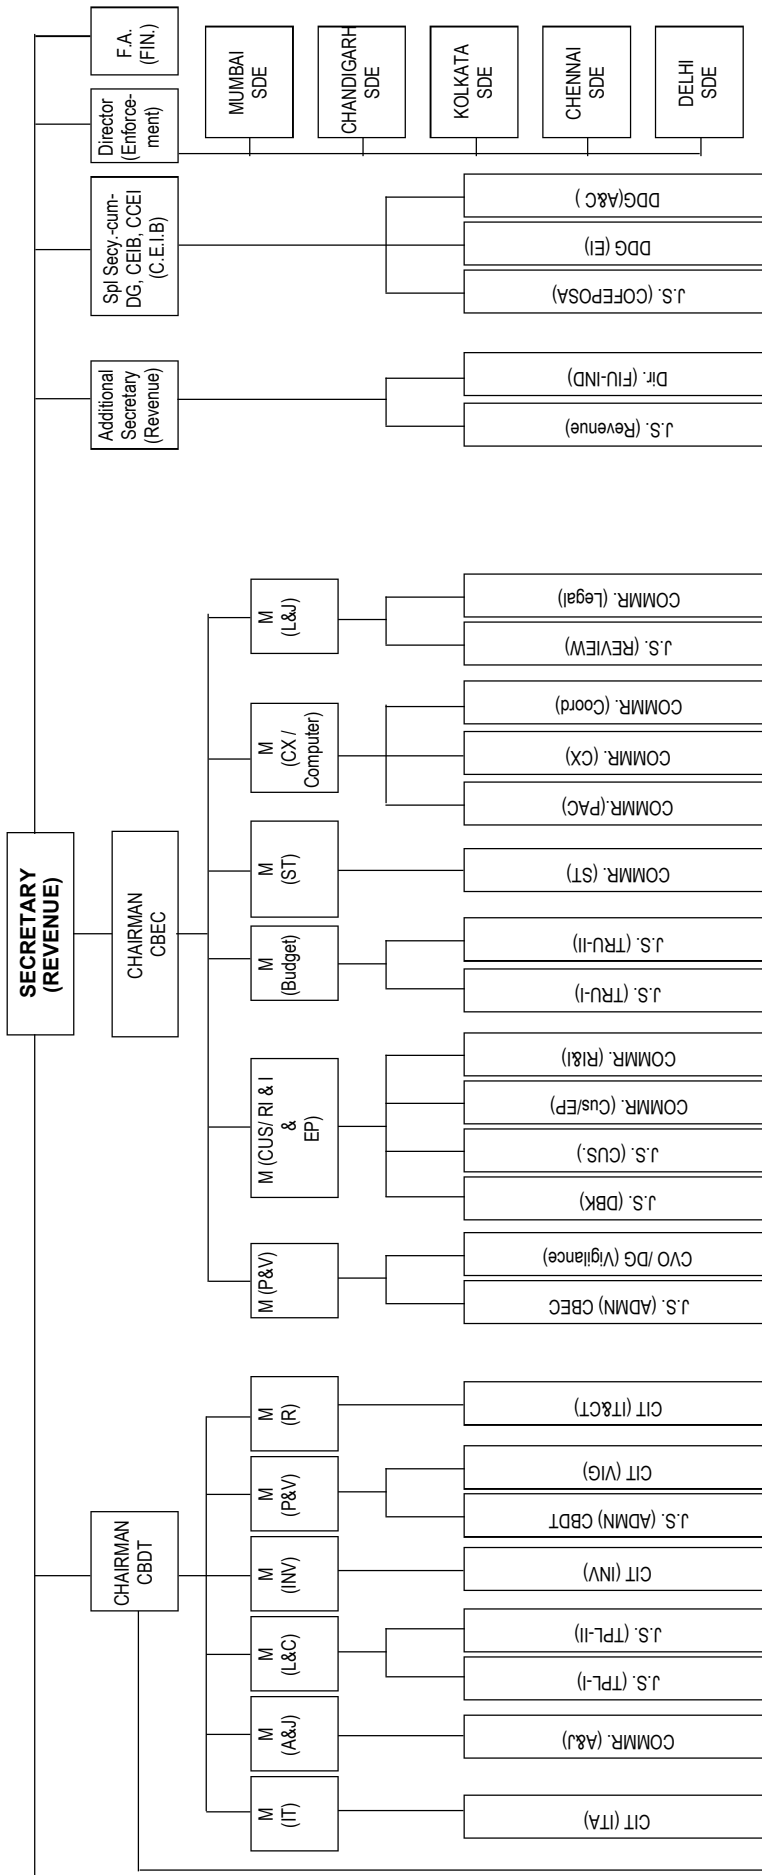 SECRETARY
(REVENUE)
CHAIRMAN
CBDT
CHAIRMAN
CBEC
Additional
Secretary
(Revenue)
Spl Secy.-cum-
DG, CEIB, CCEI
(C.E.I.B)
Director
(Enforce-
ment)
F.A.
(FIN.)
M
(IT)
M
(A&J)
M
(L&C)
M
(INV)
M
(P&V)
M
(R)
M (P&V)
M (CUS/ RI & I
&
EP)
M
(Budget)
M
(ST)
M
(CX /
Computer)
M
(L&J)
MUMBAI
SDE
CHANDIGARH
SDE
KOLKATA
SDE
CHENNAI
SDE
DELHI
SDE
CIT (ITA)
COMMR. (A&J)
J.S. (TPL-I)
J.S. (TPL-II)
CIT (INV)
J.S. (ADMN) CBDT
CIT (VIG)
CIT (IT&CT)
J.S. (ADMN) CBEC
CVO /DG (Vigilance)
J.S. (DBK)
J.S. (CUS.)
COMMR. (Cus/EP)
COMMR. (RI&I)
J.S. (TRU-I)
J.S. (TRU-II)
COMMR. (ST)
COMMR.(PAC)
COMMR. (CX)
COMMR. (Coord)
J.S. (REVIEW)
COMMR. (Legal)
J.S. (Revenue)
Dir. (FIU-IND)
J.S. (COFEPOSA)
DDG (EI)
DDG(A&C )